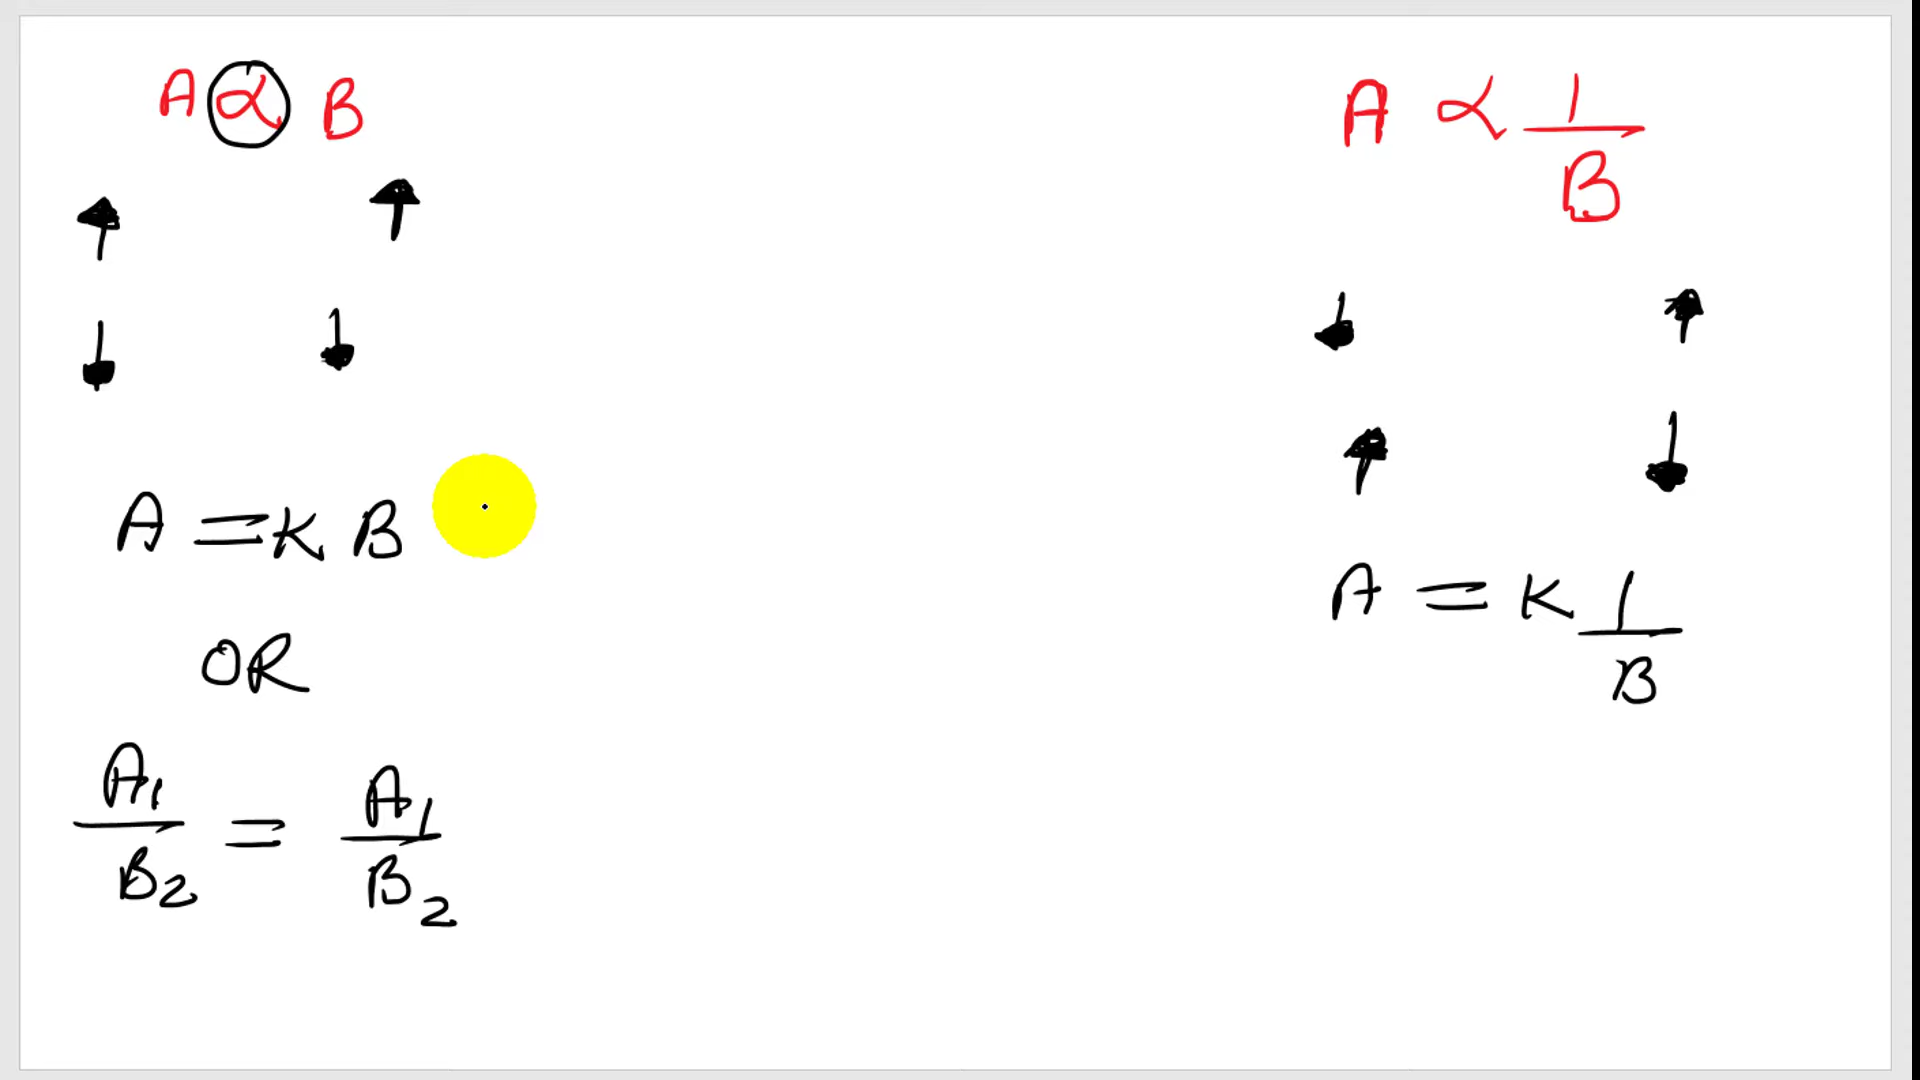 A ∝ B
A = K B
OR
A1/B2 = A1/B2
A ∝ 1/B
A = K 1/B